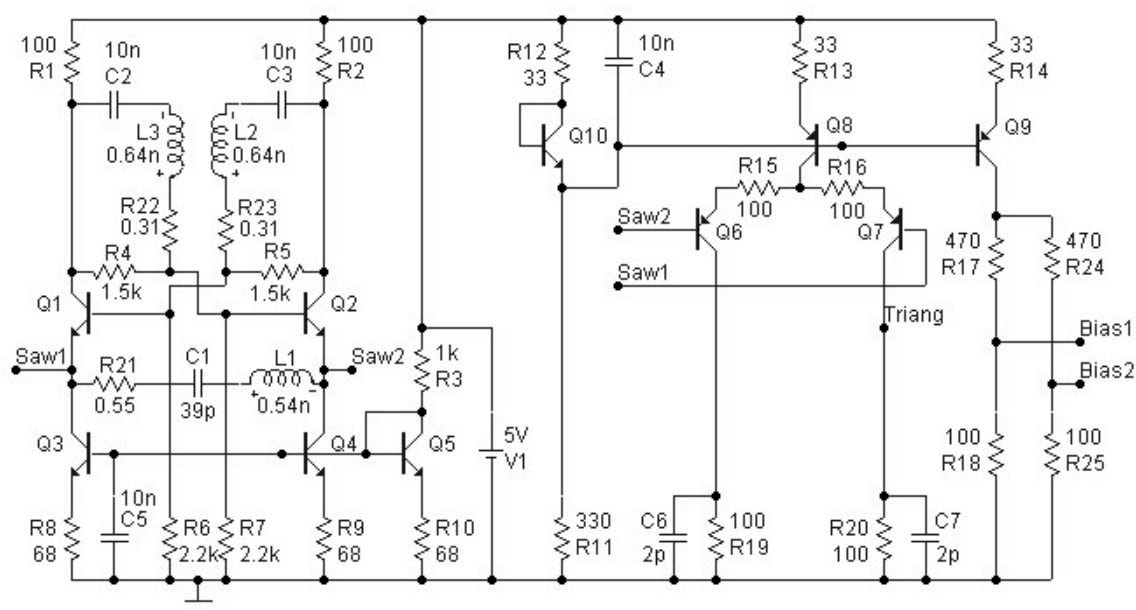 100
R1
10n
C2
10n
C3
100
R2
R12
33
10n
C4
33
R13
33
R14
L3
0.64n
L2
0.64n
Q10
Q8
Q9
R15
100
R16
100
R22
0.31
R23
0.31
Saw2
Q6
Q7
R4
1.5k
R5
1.5k
Saw1
470
R17
470
R24
Q1
Q2
Triang
Bias1
Saw1
R21
0.55
C1
39p
L1
0.54n
Saw2
1k
R3
Bias2
Q3
Q4
Q5
5V
V1
100
R18
100
R25
10n
C5
R8
68
R6
2.2k
R7
2.2k
R9
68
R10
68
330
R11
C6
2p
100
R19
R20
100
C7
2p